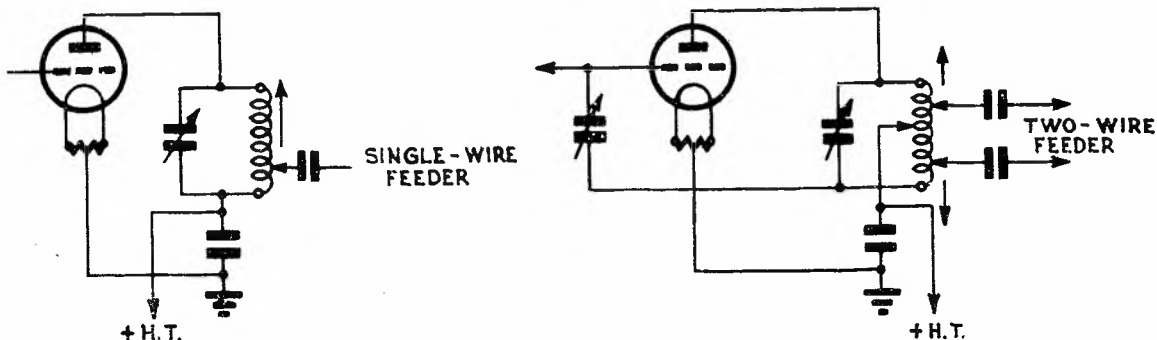 SINGLE-WIRE
FEEDER
+ H.T.
TWO-WIRE
FEEDER
+H.T.